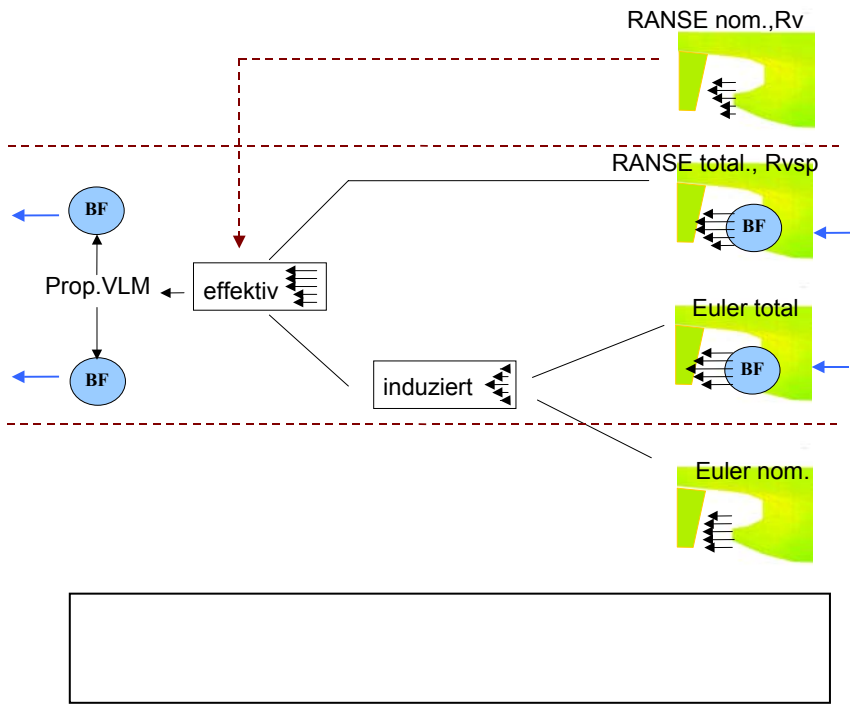 RANSE nom.,Rv
RANSE total., Rvsp
BF
BF
Prop.VLM
effektiv
Euler total
BF
BF
induziert
Euler nom.